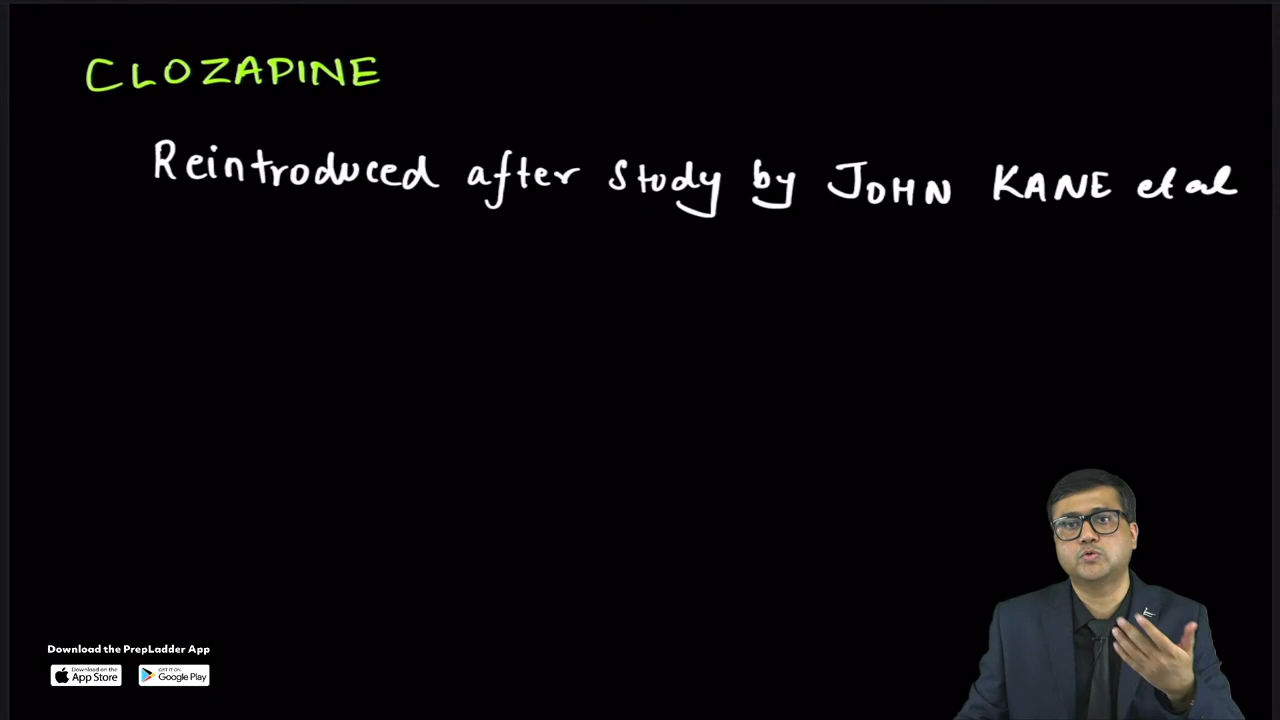 CLOZAPINE
Reintroduced after study by JOHN KANE et al
Download the PrepLadder App
Download on the App Store
GET IT ON Google Play